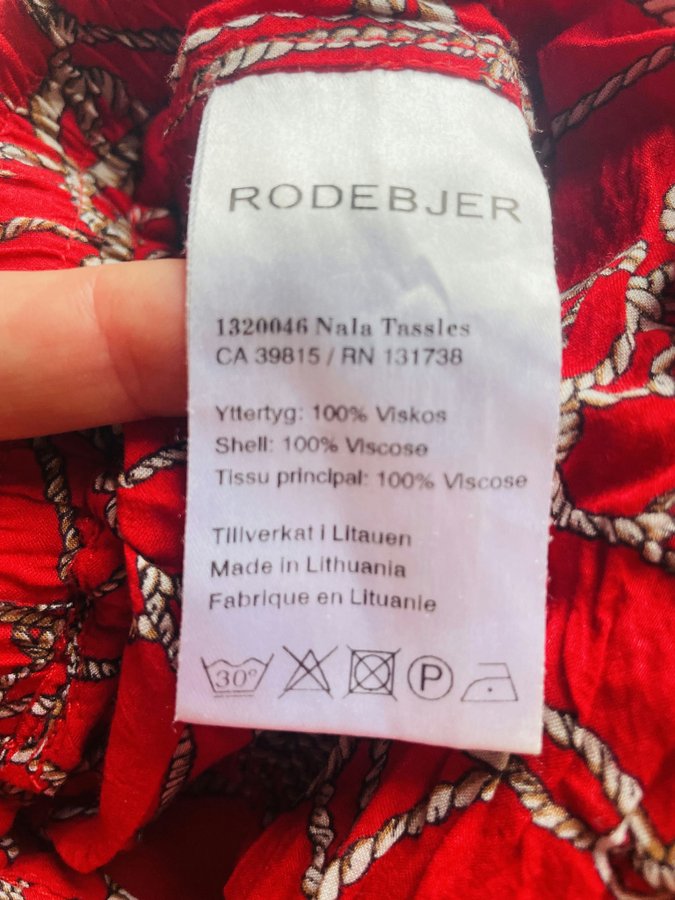 RODEBJER
1320046 Nala Tassles
CA 39815 / RN 131738
Yttertyg: 100% Viskos
Shell: 100% Viscose
Tissu principal: 100% Viscose
Tillverkat i Litauen
Made in Lithuania
Fabrique en Lituanie
30° P